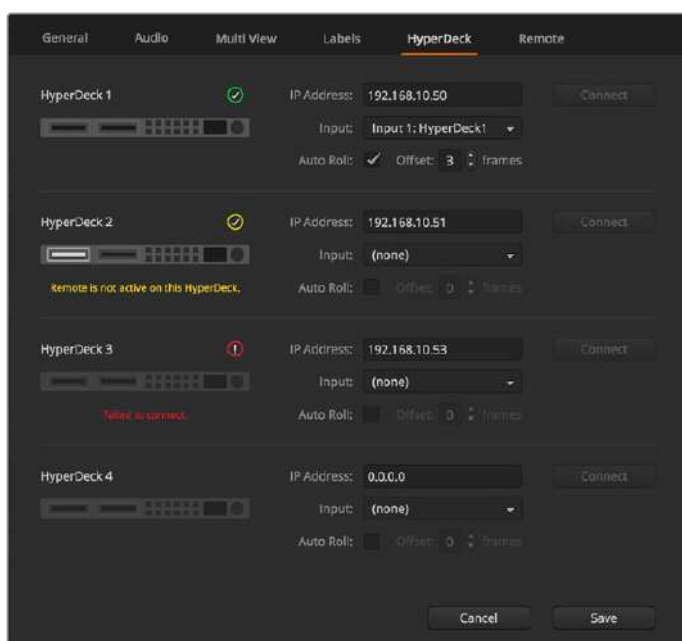 General Audio Multi View Labels HyperDeck Remote
HyperDeck 1 IP Address: 192.168.10.50 Connect
Input: Input 1: HyperDeck1
Auto Roll: Offset: 3 frames
HyperDeck 2 IP Address: 192.168.10.51 Connect
Input: (none)
Remote is not active on this HyperDeck. Auto Roll: Offset: 0 frames
HyperDeck 3 IP Address: 192.168.10.53 Connect
Input: (none)
Failed to connect. Auto Roll: Offset: 0 frames
HyperDeck 4 IP Address: 0.0.0.0 Connect
Input: (none)
Auto Roll: Offset: 0 frames
Cancel Save